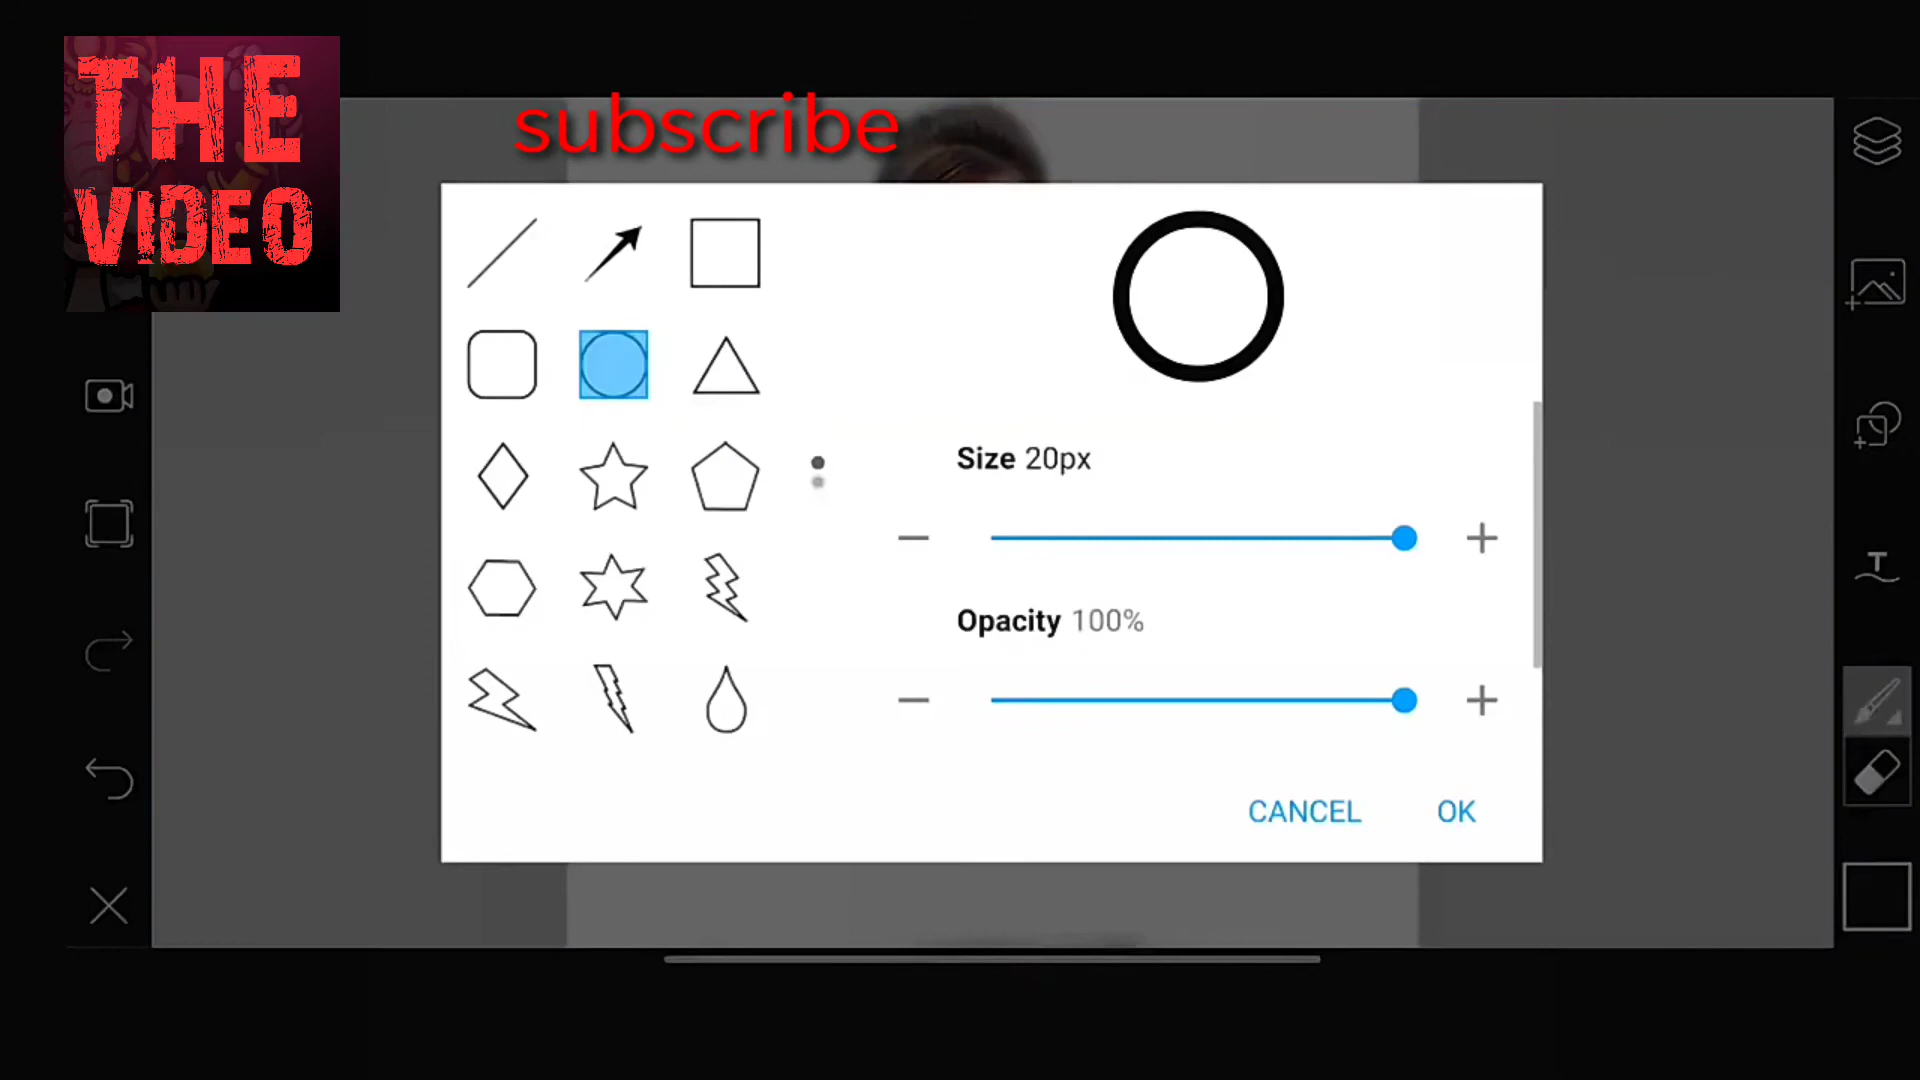 THE
VIDEO
subscribe
Size 20px
Opacity 100%
CANCEL OK
T